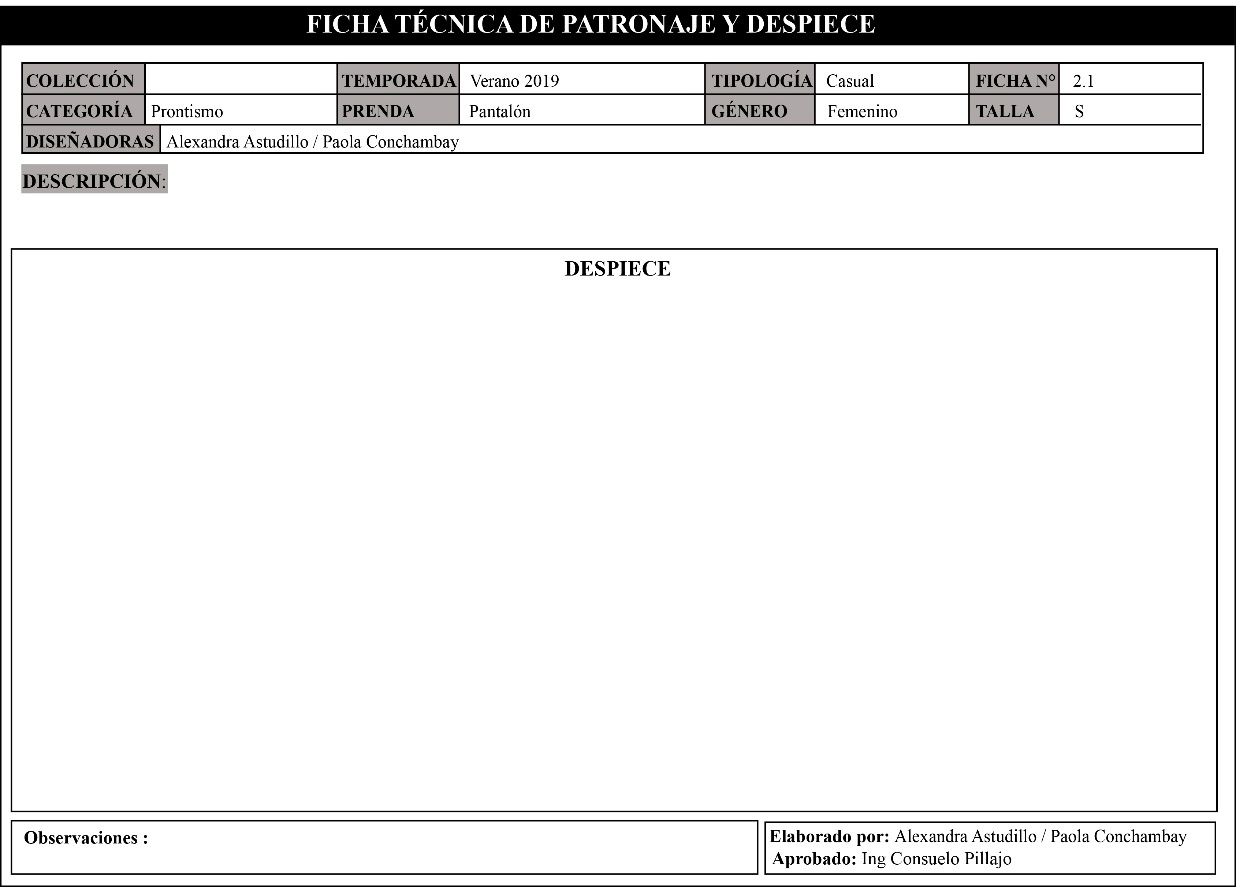 FICHA TÉCNICA DE PATRONAJE Y DESPIECE
COLECCIÓN TEMPORADA Verano 2019 TIPOLOGÍA Casual FICHA N° 2.1
CATEGORÍA Prontismo PRENDA Pantalón GÉNERO Femenino TALLA S
DISEÑADORAS Alexandra Astudillo / Paola Conchambay
DESCRIPCIÓN:
DESPIECE
Observaciones :
Elaborado por: Alexandra Astudillo / Paola Conchambay
Aprobado: Ing Consuelo Pillajo